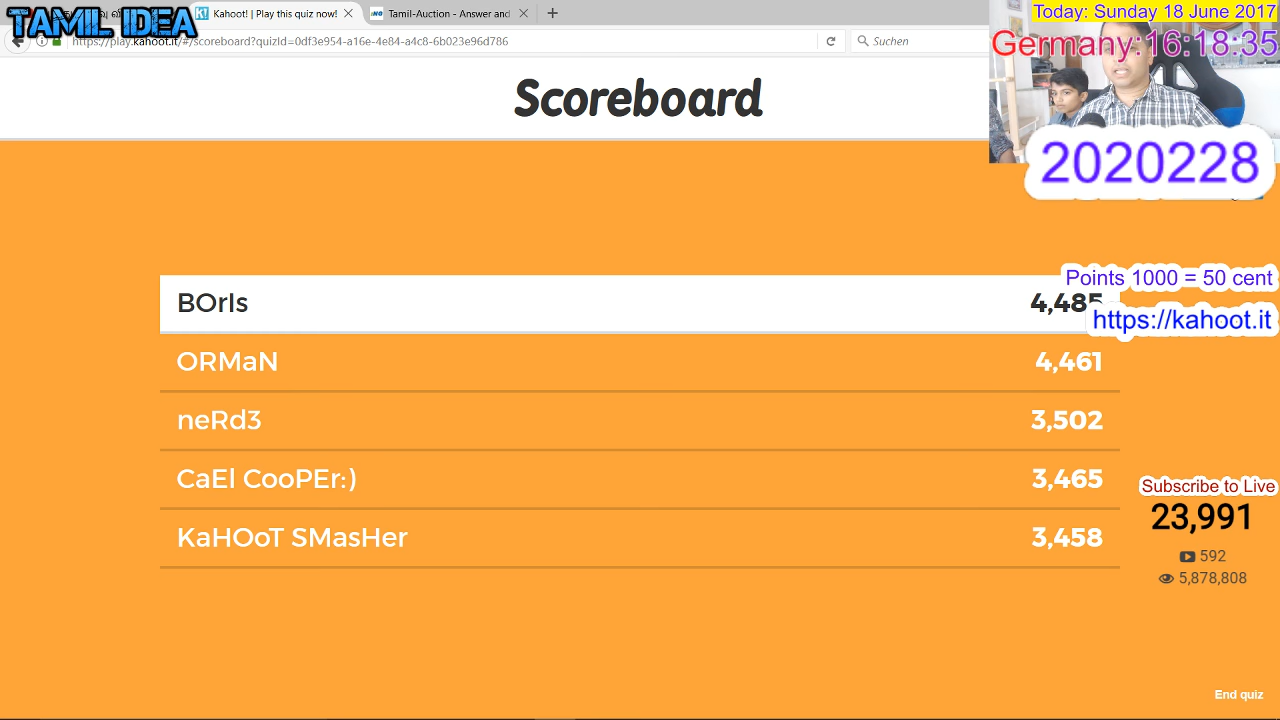 TAMIL IDEA
Kahoot! | Play this quiz now!
Tamil-Auction - Answer and
https://play.kahoot.it/#/scoreboard?quizId=0d5be954-a16e-4e84-a4c8-6b023e96d786
Suchen
Today: Sunday 18 June 2017
Germany:16:18:35
Scoreboard
2020228
Points 1000 = 50 cent
BOrIs 4,485
https://kahoot.it
ORMaN 4,461
neRd3 3,502
CaEl CooPEr:) 3,465
Subscribe to Live
23,991
KaHOoT SMasHer 3,458
592
5,878,808
End quiz